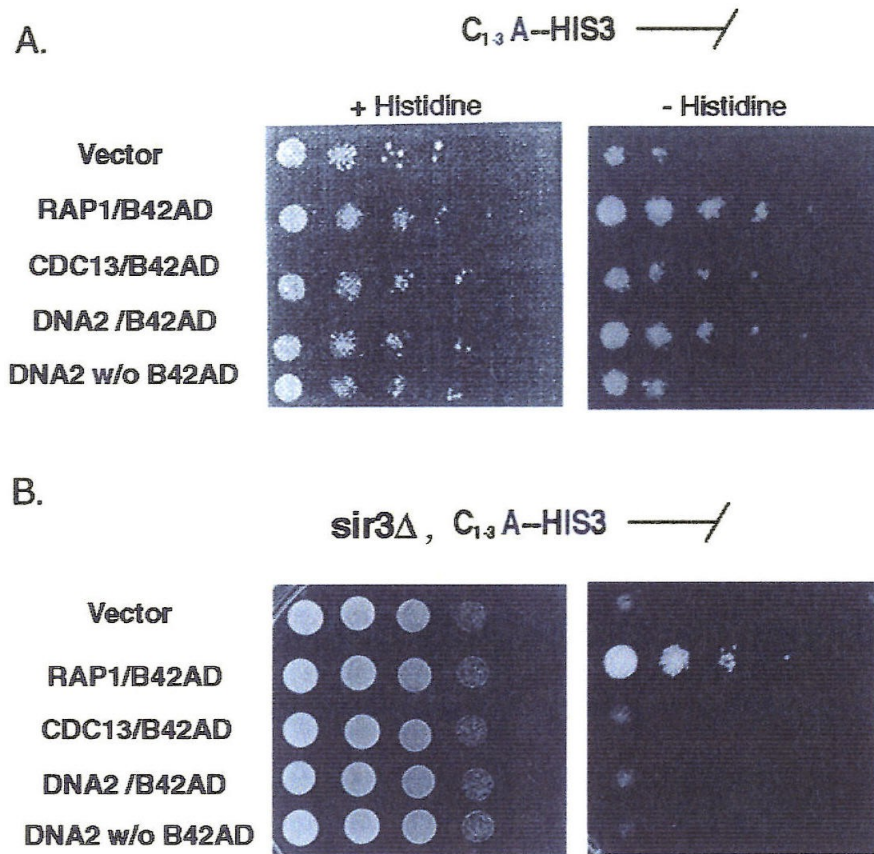 A.
C₁₋₃ A--HIS3
+ Histidine
- Histidine
Vector
RAP1/B42AD
CDC13/B42AD
DNA2 /B42AD
DNA2 w/o B42AD
B.
sir3Δ, C₁₋₃ A--HIS3
Vector
RAP1/B42AD
CDC13/B42AD
DNA2 /B42AD
DNA2 w/o B42AD